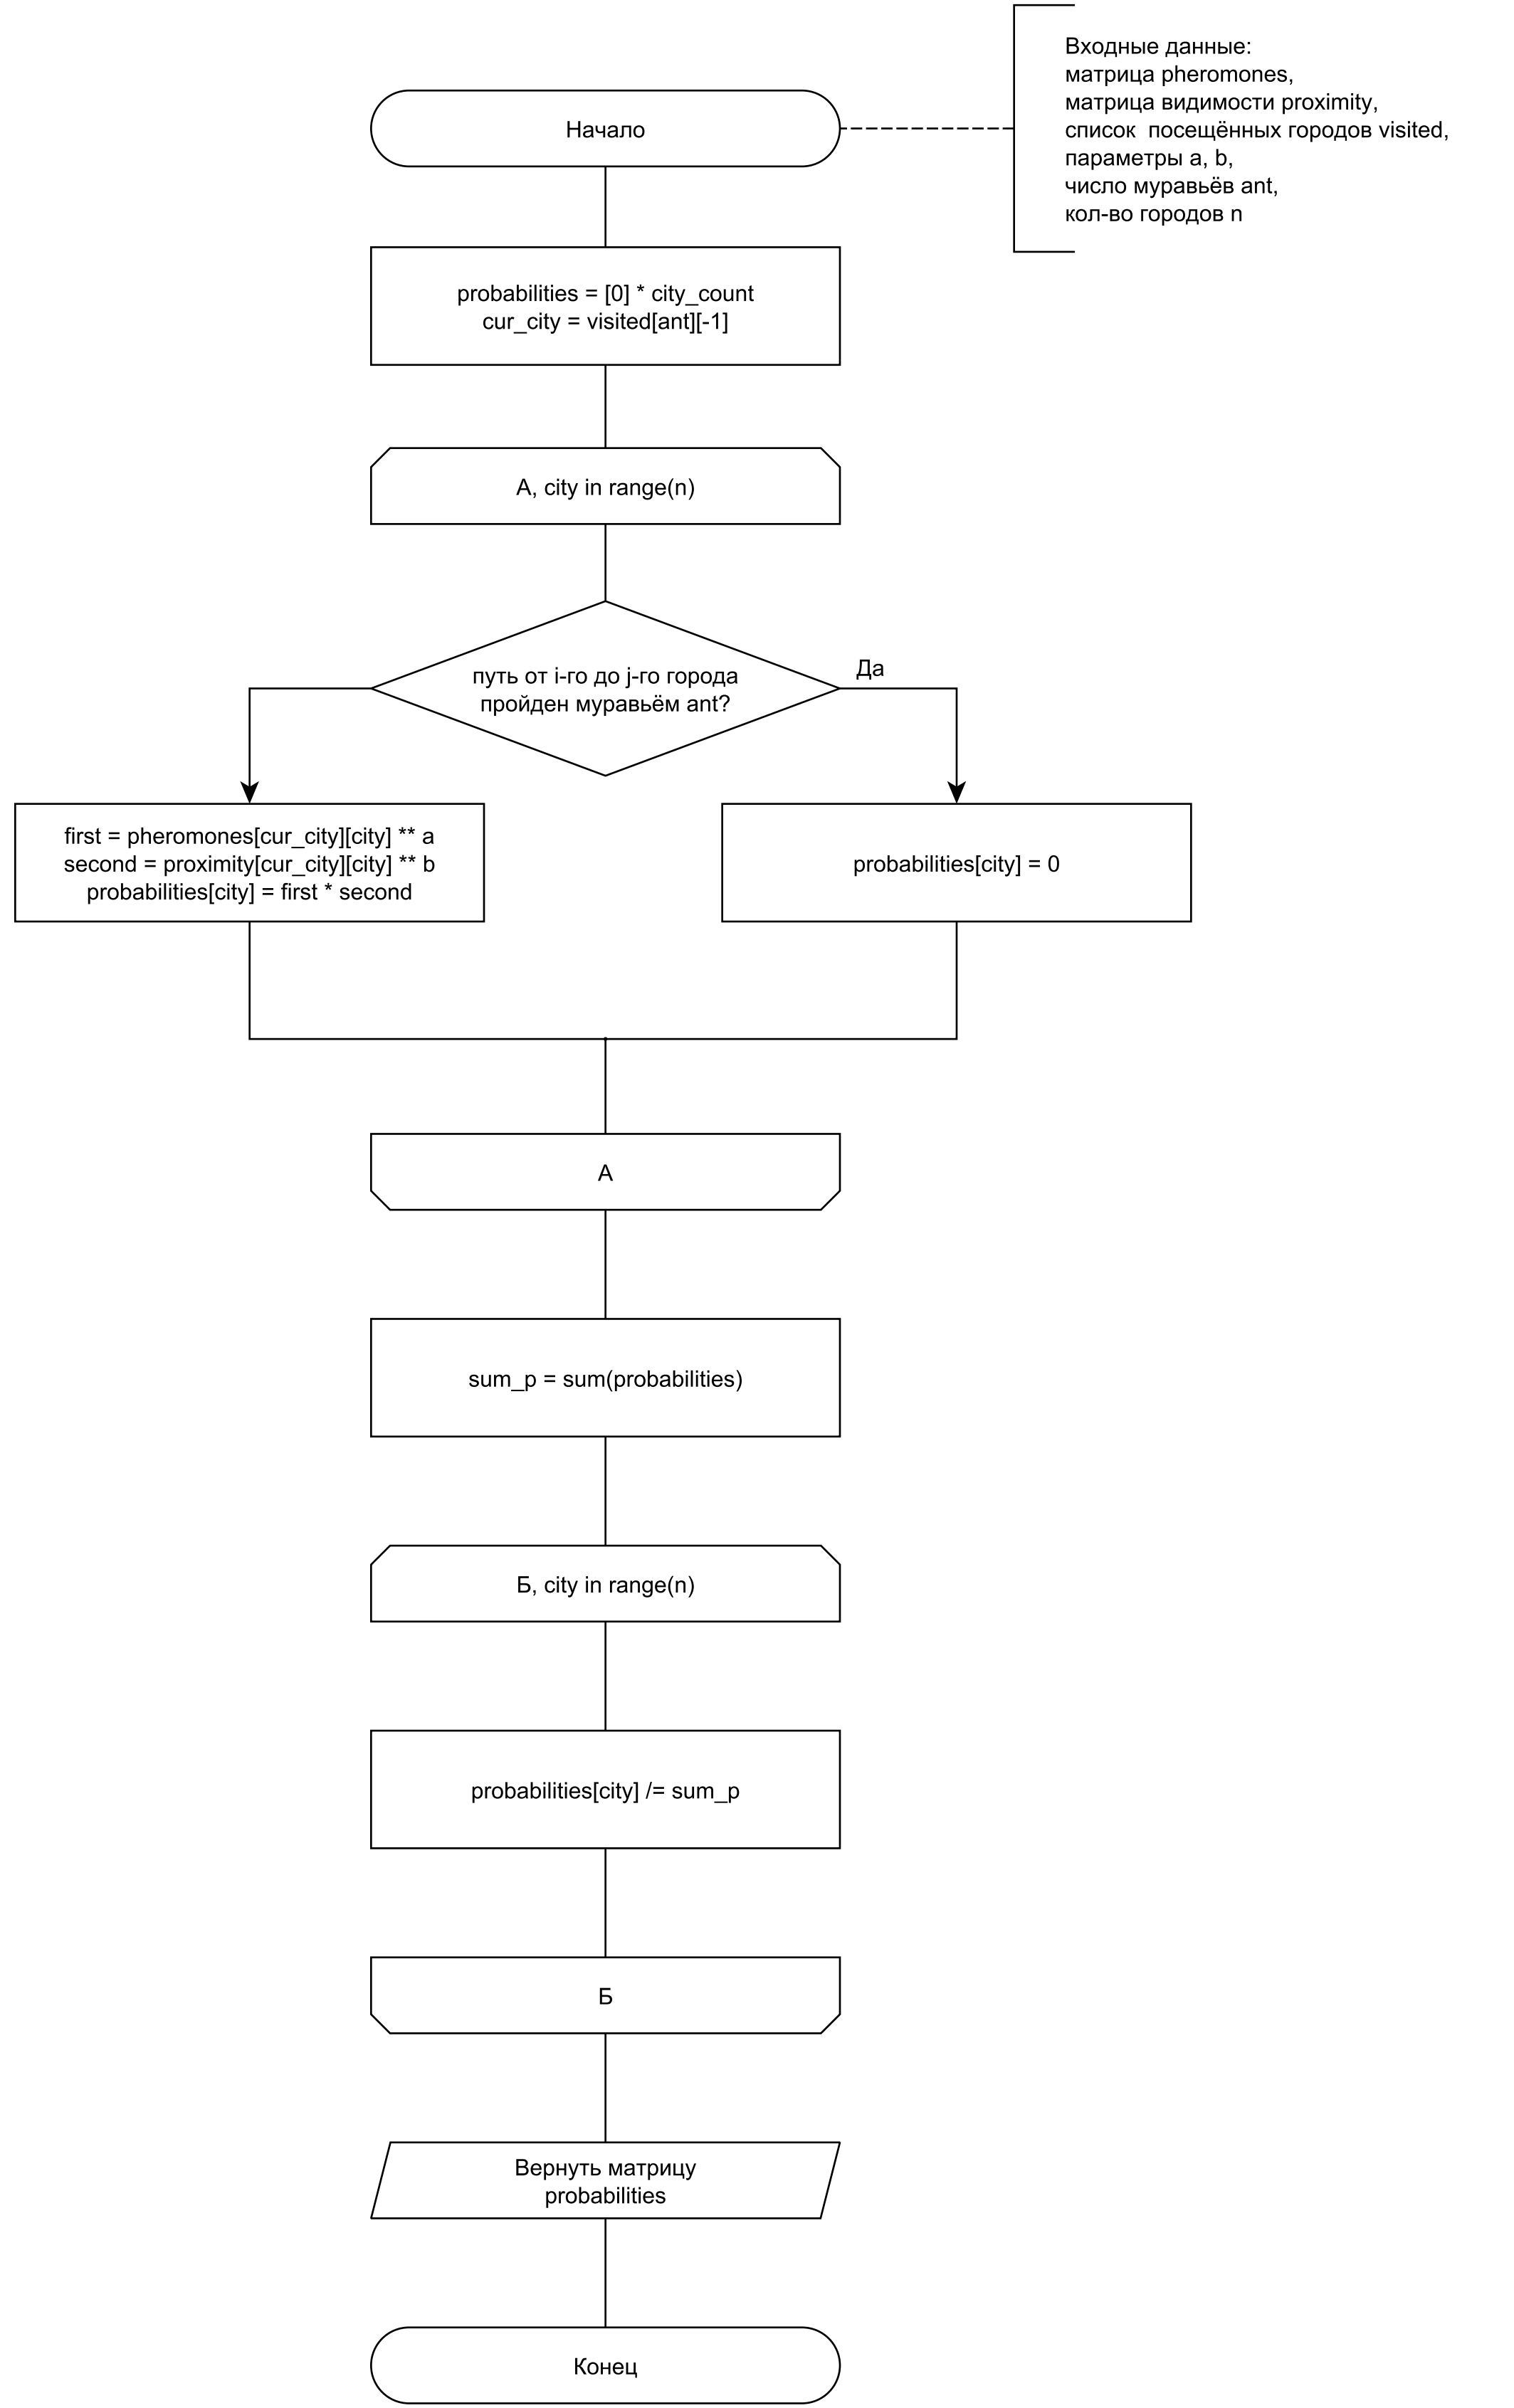 Входные данные:
матрица pheromones,
матрица видимости proximity,
список  посещённых городов visited,
параметры a, b,
число муравьёв ant,
кол-во городов n
Начало
probabilities = [0] * city_count
cur_city = visited[ant][-1]
А, city in range(n)
путь от i-го до j-го города
пройден муравьём ant?
Да
first = pheromones[cur_city][city] ** a
second = proximity[cur_city][city] ** b
probabilities[city] = first * second
probabilities[city] = 0
А
sum_p = sum(probabilities)
Б, city in range(n)
probabilities[city] /= sum_p
Б
Вернуть матрицу
probabilities
Конец